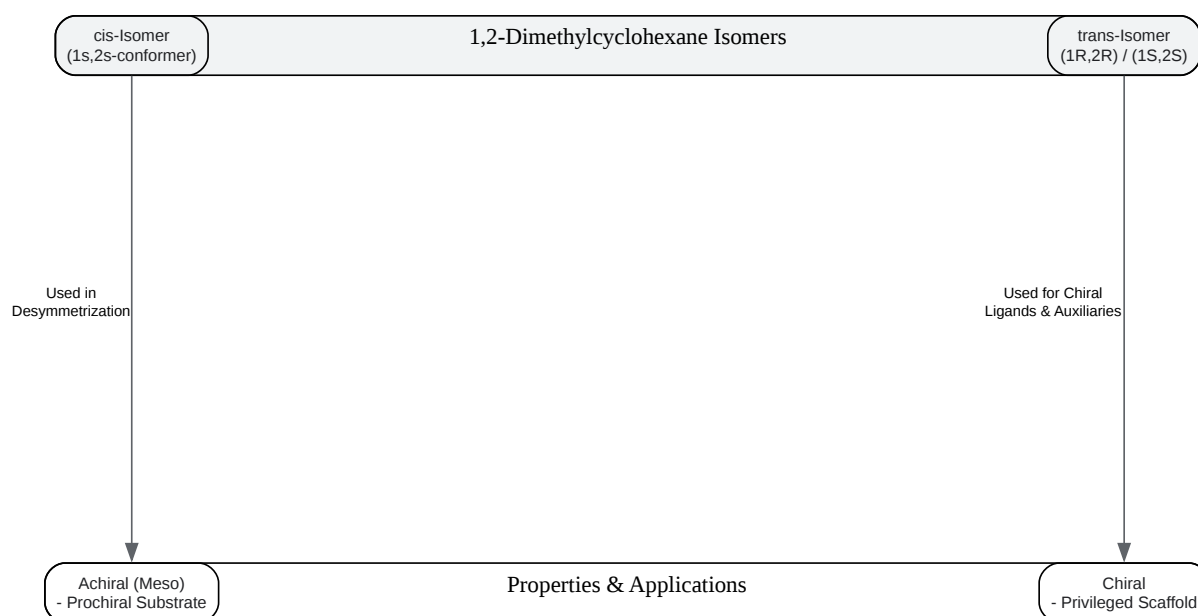 cis-Isomer
(1s,2s-conformer)
1,2-Dimethylcyclohexane Isomers
trans-Isomer
(1R,2R) / (1S,2S)
Used in
Desymmetrization
Used for Chiral
Ligands & Auxiliaries
Achiral (Meso)
- Prochiral Substrate
Properties & Applications
Chiral
- Privileged Scaffold